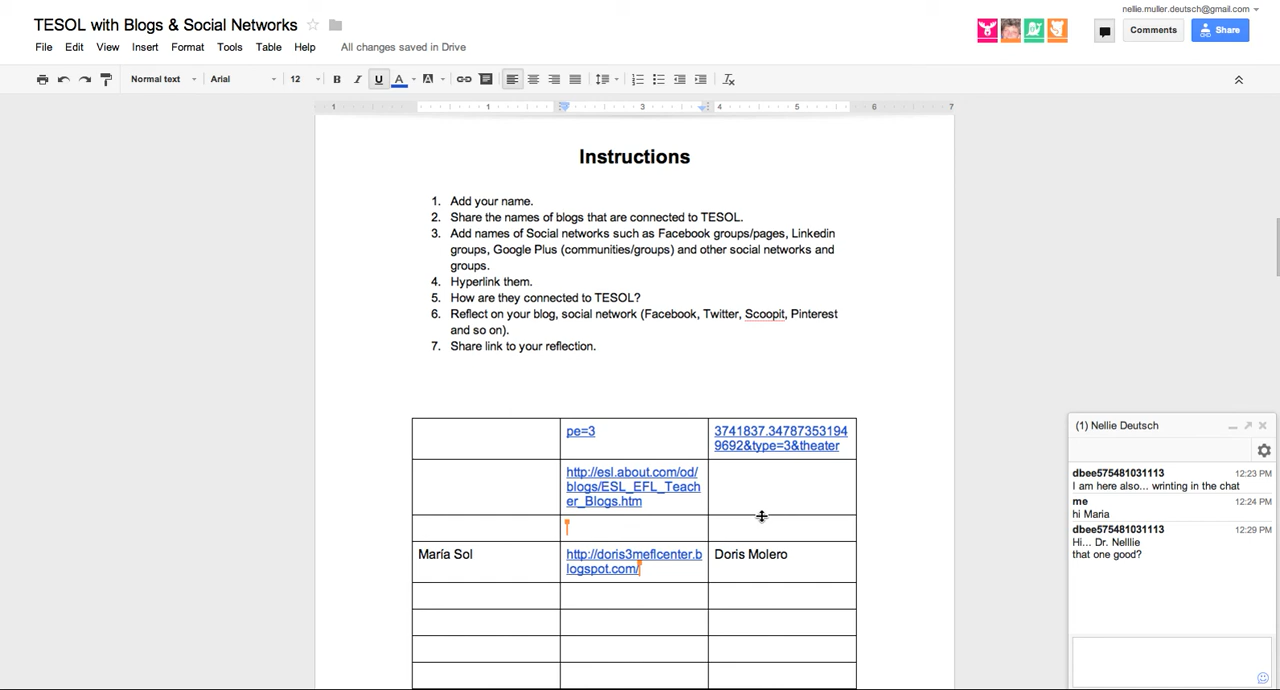 nellie.muller.deutsch@gmail.com
TESOL with Blogs & Social Networks
File Edit View Insert Format Tools Table Help All changes saved in Drive
Comments Share
Normal text Arial 12 B I U A A
1 1 3 4 5 6 7
Instructions
1. Add your name.
2. Share the names of blogs that are connected to TESOL.
3. Add names of Social networks such as Facebook groups/pages, Linkedin
groups, Google Plus (communities/groups) and other social networks and
groups.
4. Hyperlink them.
5. How are they connected to TESOL?
6. Reflect on your blog, social network (Facebook, Twitter, Scoopit, Pinterest
and so on).
7. Share link to your reflection.
pe=3
3741837.34787353194
9692&type=3&theater
http://esl.about.com/od/
blogs/ESL_EFL_Teach
er_Blogs.htm
María Sol
http://doris3meflcenter.b
logspot.com/
Doris Molero
(1) Nellie Deutsch
dbee575481031113 12:23 PM
I am here also... wrinting in the chat
me 12:24 PM
hi Maria
dbee575481031113 12:29 PM
Hi... Dr. Nelllie
that one good?